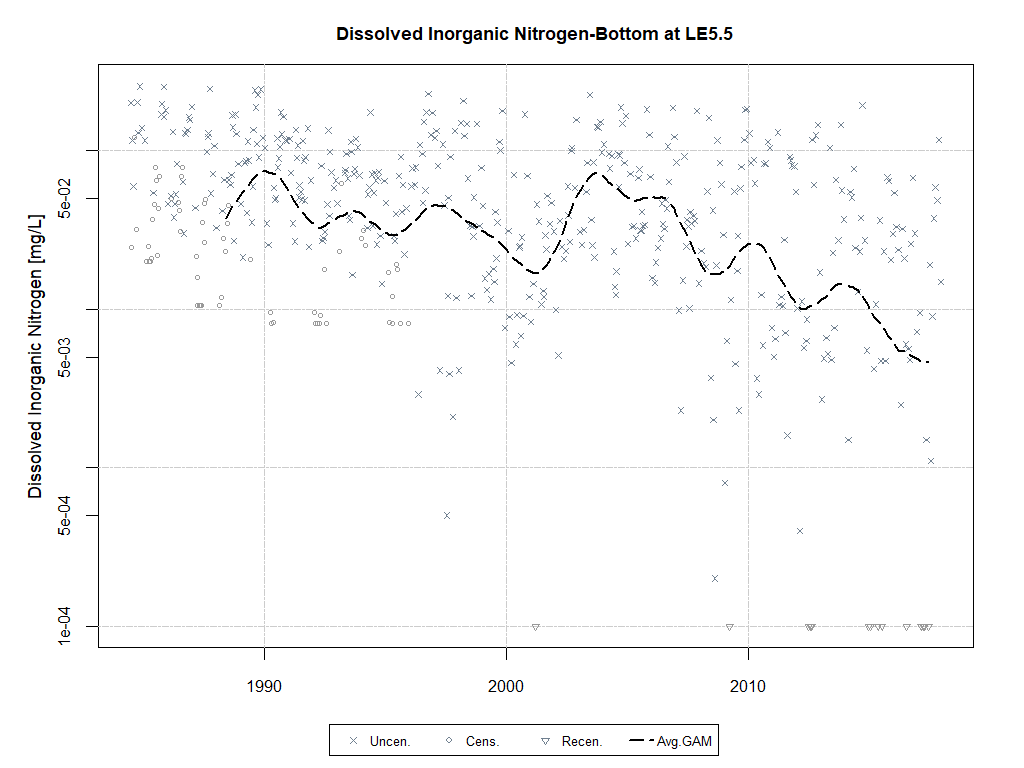 Dissolved Inorganic Nitrogen-Bottom at LE5.5
Dissolved Inorganic Nitrogen [mg/L]
5e-02
5e-03
5e-04
1e-04
1990
2000
2010
Uncen.
Cens.
Recen.
Avg.GAM